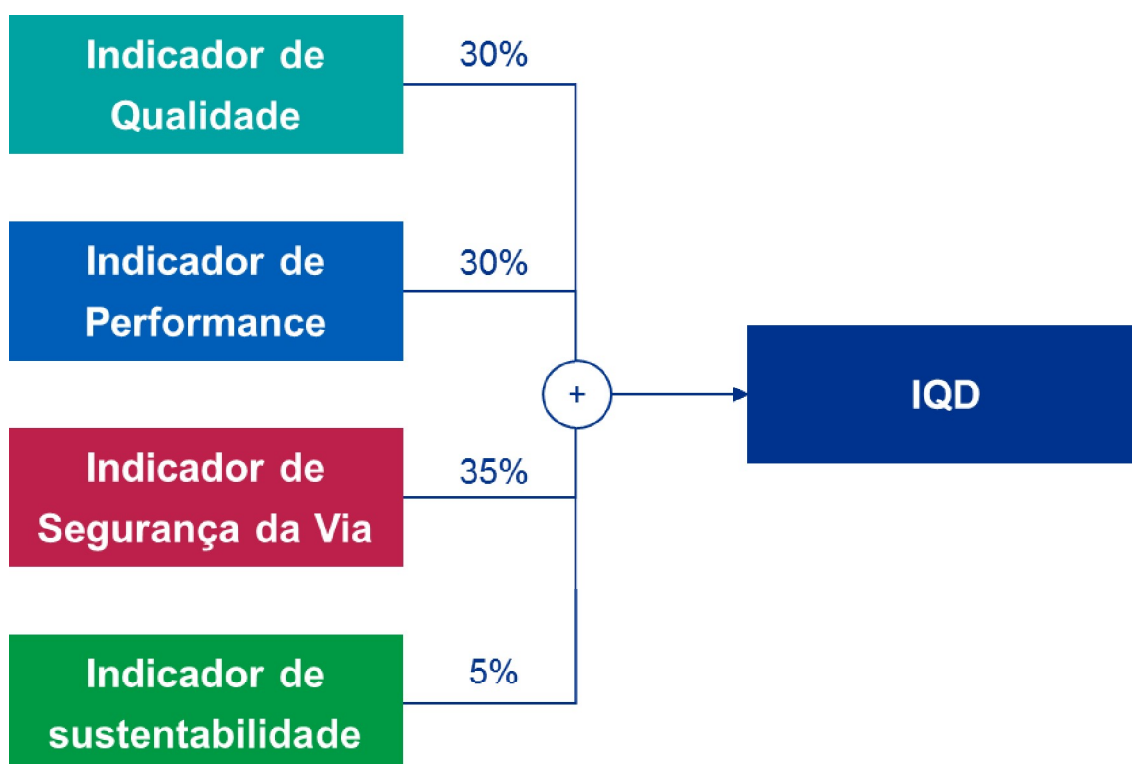 Indicador de
Qualidade
30%
Indicador de
Performance
30%
+
IQD
Indicador de
Segurança da Via
35%
Indicador de
sustentabilidade
5%